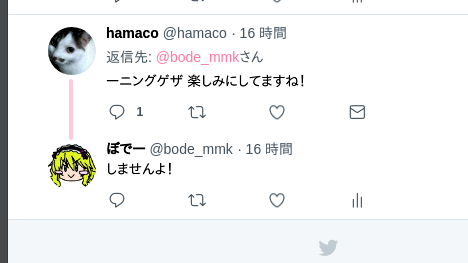 hamaco @hamaco · 16 時間
返信先: @bode_mmkさん
ーニングゲザ 楽しみにしてますね!
1
ぽでー @bode_mmk · 16 時間
しませんよ!